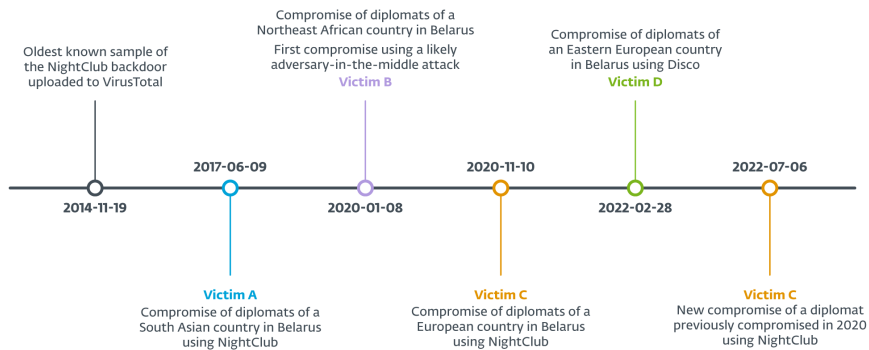 Oldest known sample of
the NightClub backdoor
uploaded to VirusTotal
2014-11-19
2017-06-09
Victim A
Compromise of diplomats of a
South Asian country in Belarus
using NightClub
Compromise of diplomats of a
Northeast African country in Belarus
First compromise using a likely
adversary-in-the-middle attack
Victim B
2020-01-08
2020-11-10
Victim C
Compromise of diplomats of a
European country in Belarus
using NightClub
Compromise of diplomats of
an Eastern European country
in Belarus using Disco
Victim D
2022-02-28
2022-07-06
Victim C
New compromise of a diplomat
previously compromised in 2020
using NightClub